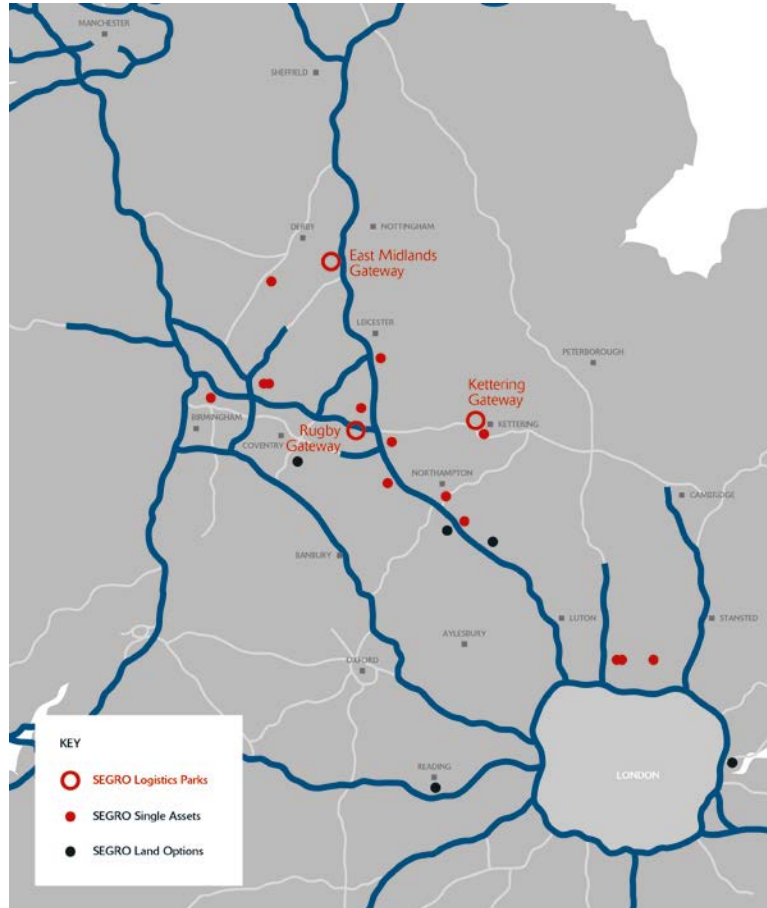 MANCHESTER
SHEFFIELD
DERBY
NOTTINGHAM
East Midlands
Gateway
LEICESTER
PETERBOROUGH
Kettering
Gateway
BIRMINGHAM
Rugby
Gateway
KETTERING
COVENTRY
NORTHAMPTON
CAMBRIDGE
BANBURY
LUTON
STANSTED
AYLESBURY
OXFORD
READING
LONDON
KEY
SEGRO Logistics Parks
SEGRO Single Assets
SEGRO Land Options